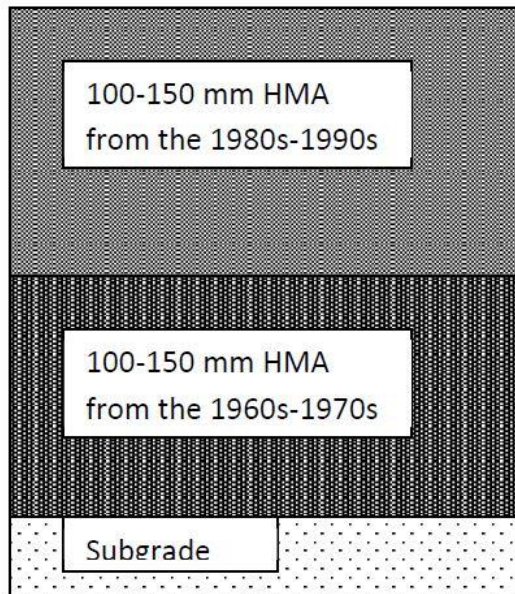 100-150 mm HMA
from the 1980s-1990s
100-150 mm HMA
from the 1960s-1970s
Subgrade